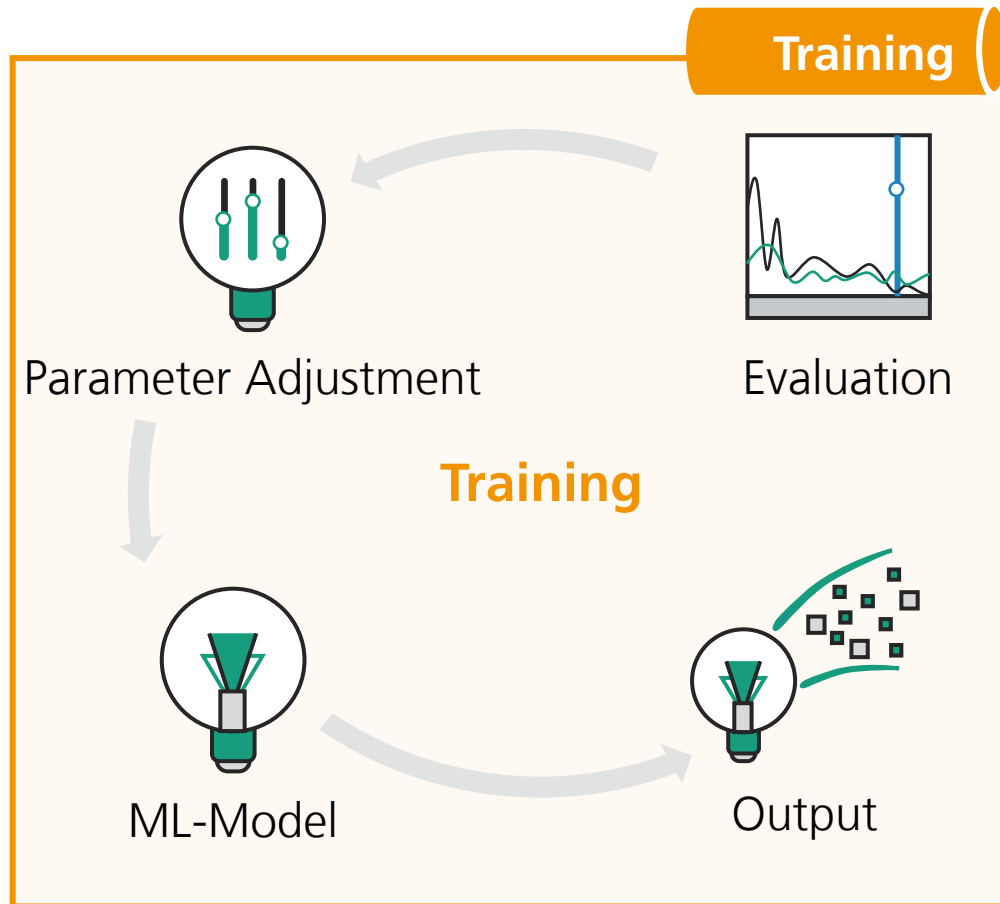 Training
Parameter Adjustment
Evaluation
Training
ML-Model
Output